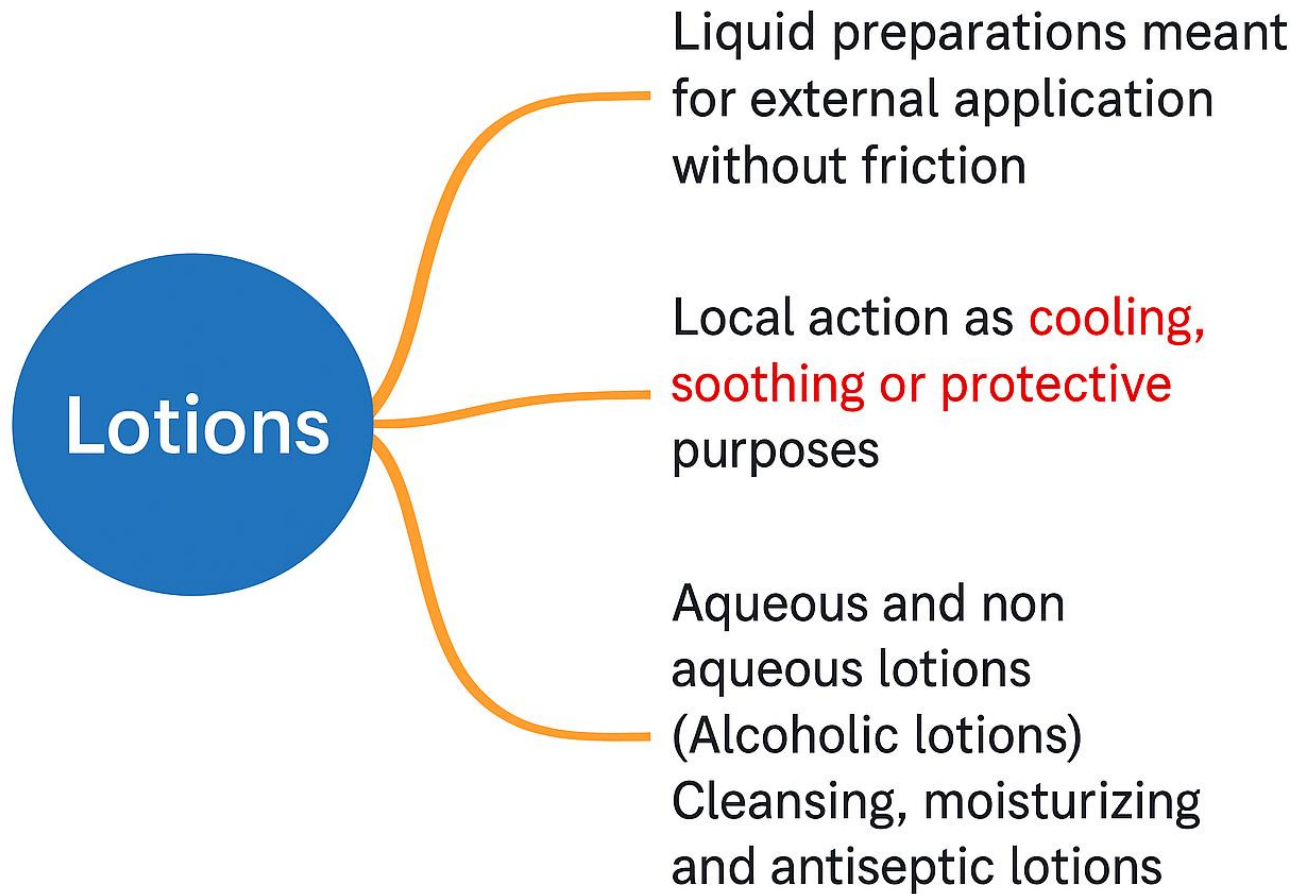 Lotions
Liquid preparations meant
for external application
without friction
Local action as cooling,
soothing or protective
purposes
Aqueous and non
aqueous lotions
(Alcoholic lotions)
Cleansing, moisturizing
and antiseptic lotions